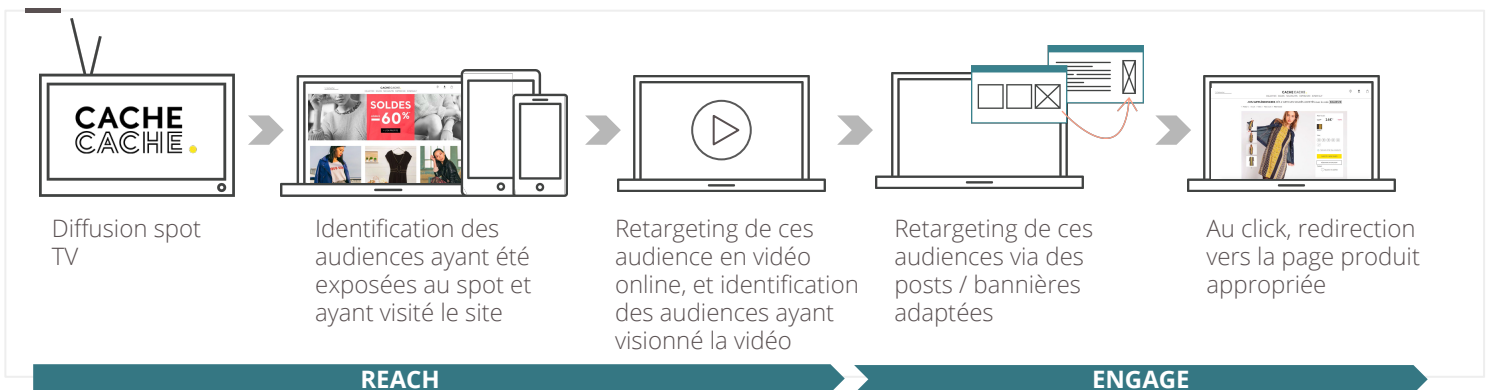 CACHE
CACHE
CACHECACHE
SOLDES
-60%
CACHECACHE
Diffusion spot
TV
Identification des
audiences ayant été
exposées au spot et
ayant visité le site
Retargeting de ces
audience en vidéo
online, et identification
des audiences ayant
visionné la vidéo
Retargeting de ces
audiences via des
posts / bannières
adaptées
Au click, redirection
vers la page produit
appropriée
REACH
ENGAGE